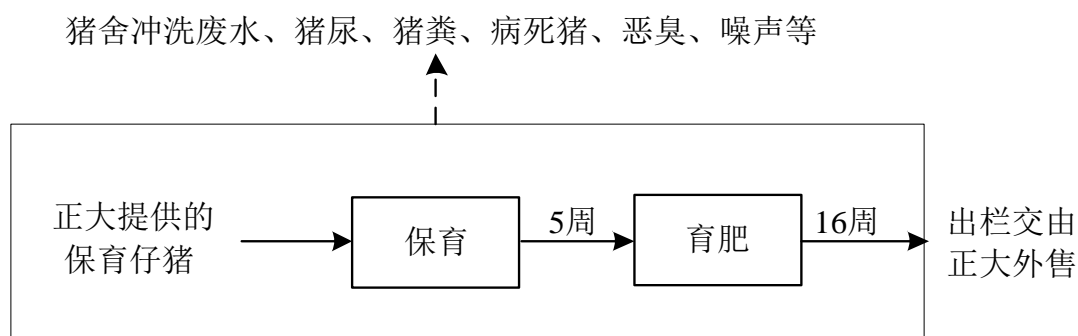 猪舍冲洗废水、猪尿、猪粪、病死猪、恶臭、噪声等
正大提供的
保育仔猪
保育
5周
育肥
16周
出栏交由
正大外售